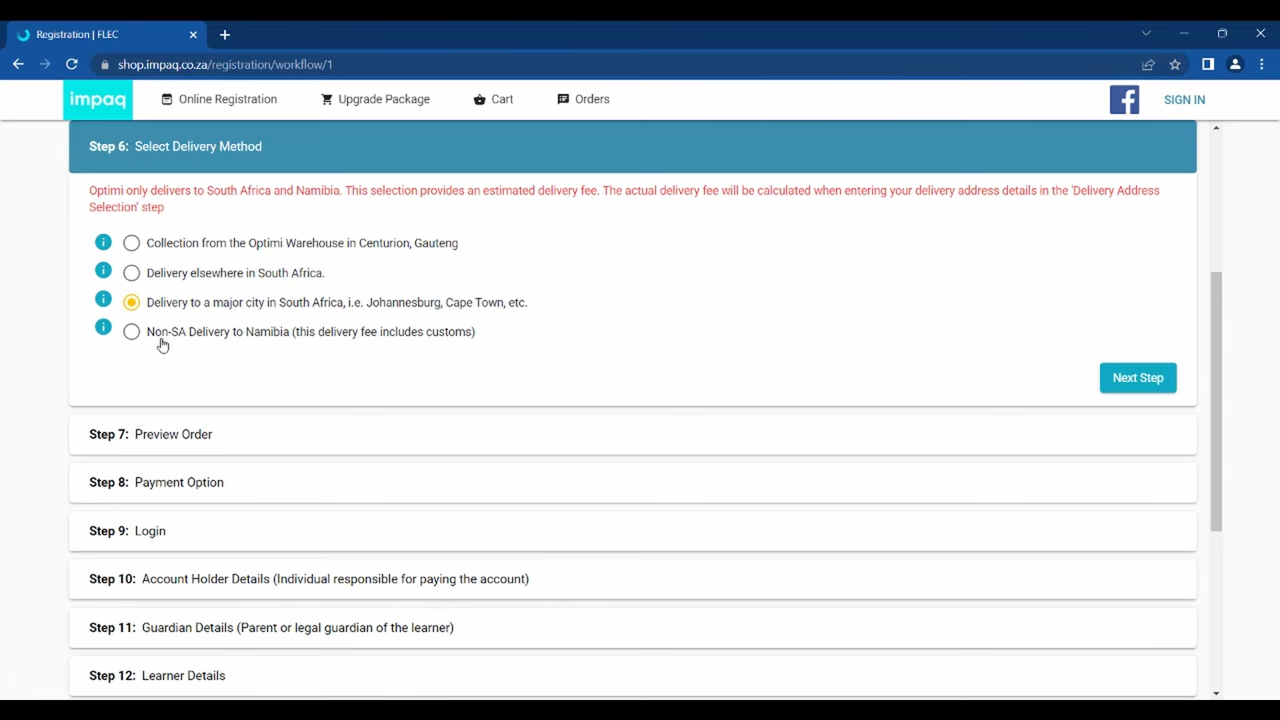 Registration | FLEC
shop.impaq.co.za/registration/workflow/1
impaq
Online Registration
Upgrade Package
Cart
Orders
f
SIGN IN
Step 6: Select Delivery Method
Optimi only delivers to South Africa and Namibia. This selection provides an estimated delivery fee. The actual delivery fee will be calculated when entering your delivery address details in the 'Delivery Address
Selection' step
i Collection from the Optimi Warehouse in Centurion, Gauteng
i Delivery elsewhere in South Africa.
i Delivery to a major city in South Africa, i.e. Johannesburg, Cape Town, etc.
i Non-SA Delivery to Namibia (this delivery fee includes customs)
Next Step
Step 7: Preview Order
Step 8: Payment Option
Step 9: Login
Step 10: Account Holder Details (Individual responsible for paying the account)
Step 11: Guardian Details (Parent or legal guardian of the learner)
Step 12: Learner Details